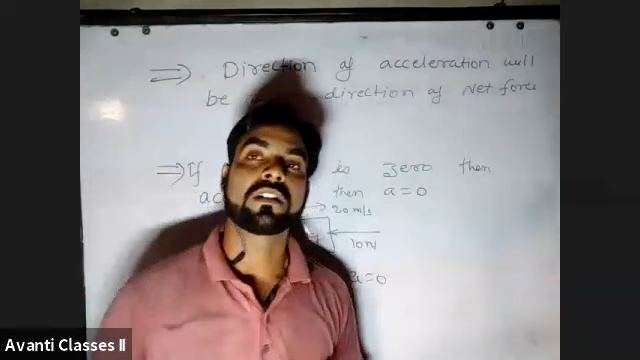 ⇒ Direction of acceleration will
be direction of Net force
⇒ If is zero then
then a = 0
→ 20 m/s
10N
a = 0
Avanti Classes II